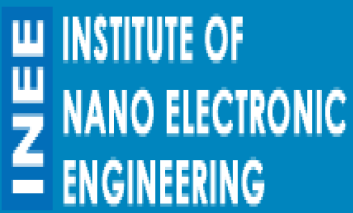 INEE
INSTITUTE OF
NANO ELECTRONIC
ENGINEERING